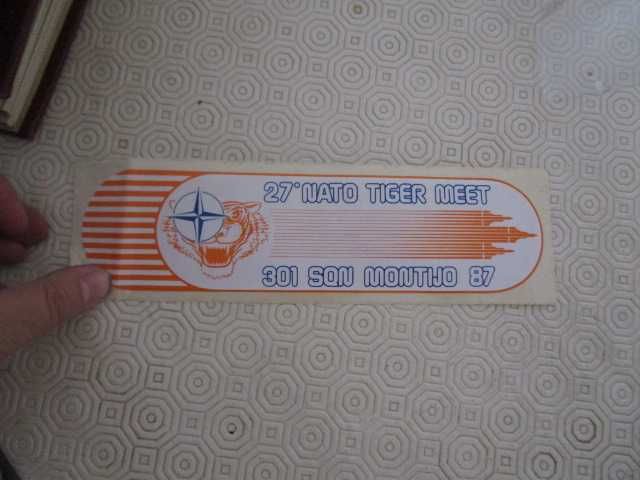 27° NATO TIGER MEET
301 SQN MONTIJO 87